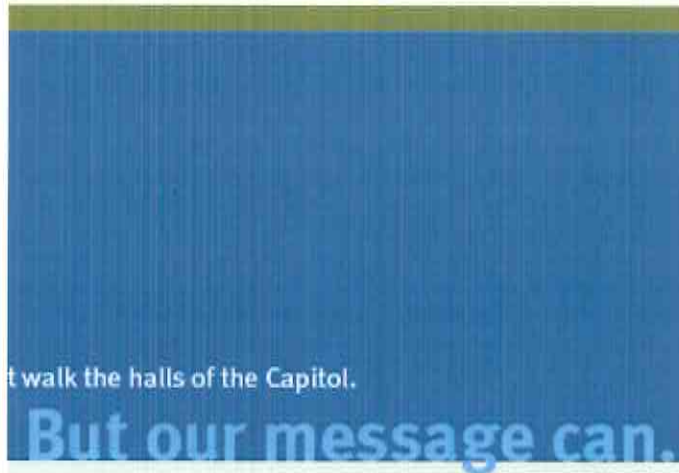 t walk the halls of the Capitol.
But our message can.